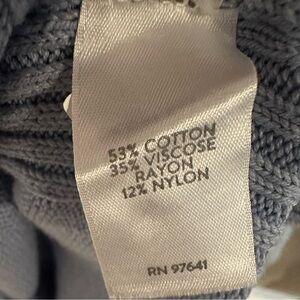 53% COTTON
35% VISCOSE
RAYON
12% NYLON
RN 97641